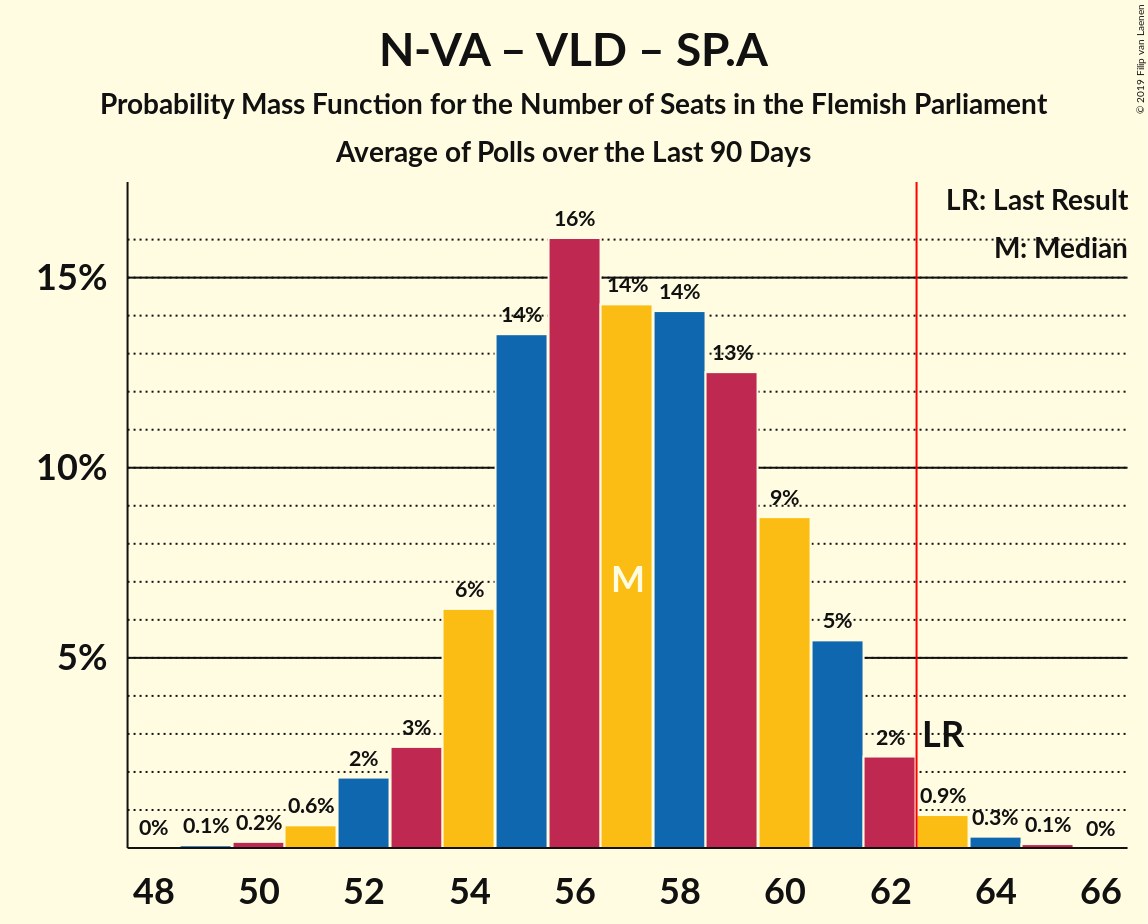 N-VA – VLD – SP.A
Probability Mass Function for the Number of Seats in the Flemish Parliament
Average of Polls over the Last 90 Days
© 2019 Filip van Laenen
LR: Last Result
M: Median
15%
10%
5%
0%
0.1%
0.2%
0.6%
2%
3%
6%
14%
16%
14%
14%
13%
9%
5%
2%
0.9%
0.3%
0.1%
0%
M
LR
48 50 52 54 56 58 60 62 64 66